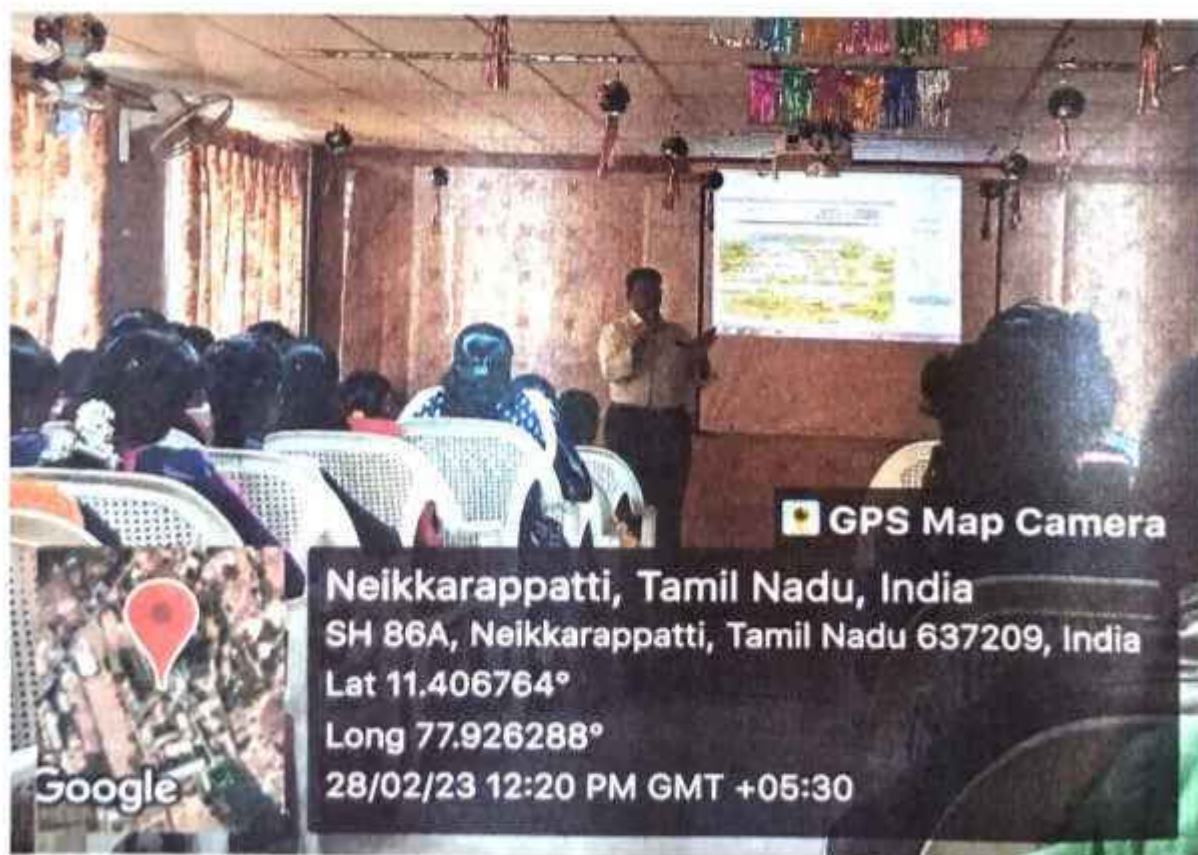 GPS Map Camera
Neikkarappatti, Tamil Nadu, India
SH 86A, Neikkarappatti, Tamil Nadu 637209, India
Lat 11.406764°
Long 77.926288°
28/02/23 12:20 PM GMT +05:30
Google